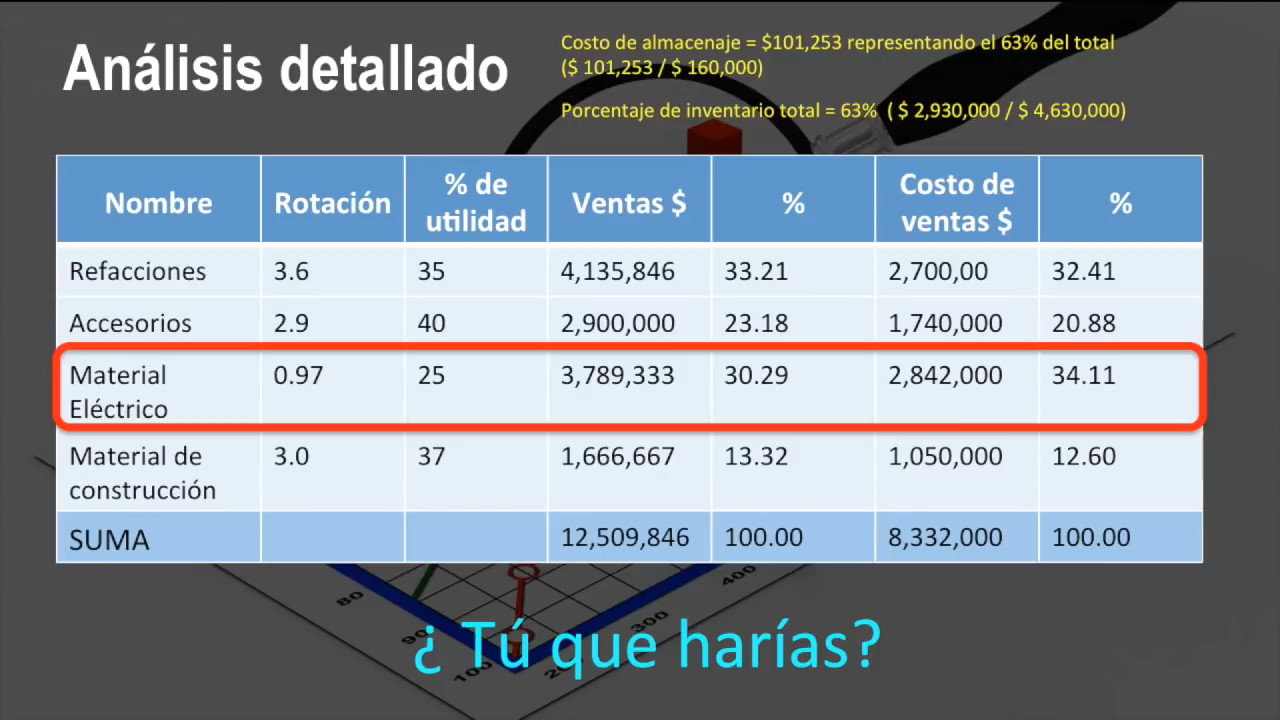 Análisis detallado
Costo de almacenaje = $101,253 representando el 63% del total
($ 101,253 / $ 160,000)
Porcentaje de inventario total = 63% ( $ 2,930,000 / $ 4,630,000)
Nombre Rotación % de utilidad Ventas $ % Costo de ventas $ %
Refacciones 3.6 35 4,135,846 33.21 2,700,00 32.41
Accesorios 2.9 40 2,900,000 23.18 1,740,000 20.88
Material Eléctrico 0.97 25 3,789,333 30.29 2,842,000 34.11
Material de construcción 3.0 37 1,666,667 13.32 1,050,000 12.60
SUMA 12,509,846 100.00 8,332,000 100.00
80
400
90
300
100
¿ Tú que harías?